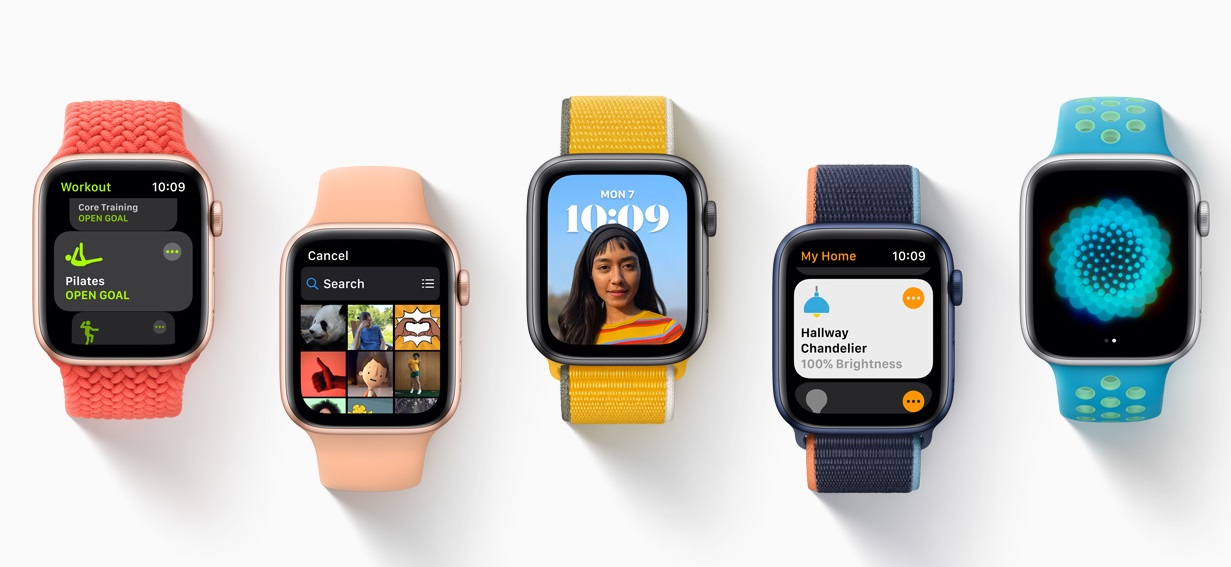 Workout 10:09
Core Training
OPEN GOAL
Pilates
OPEN GOAL
Cancel
Search
MON 7
10:09
My Home 10:09
Hallway
Chandelier
100% Brightness